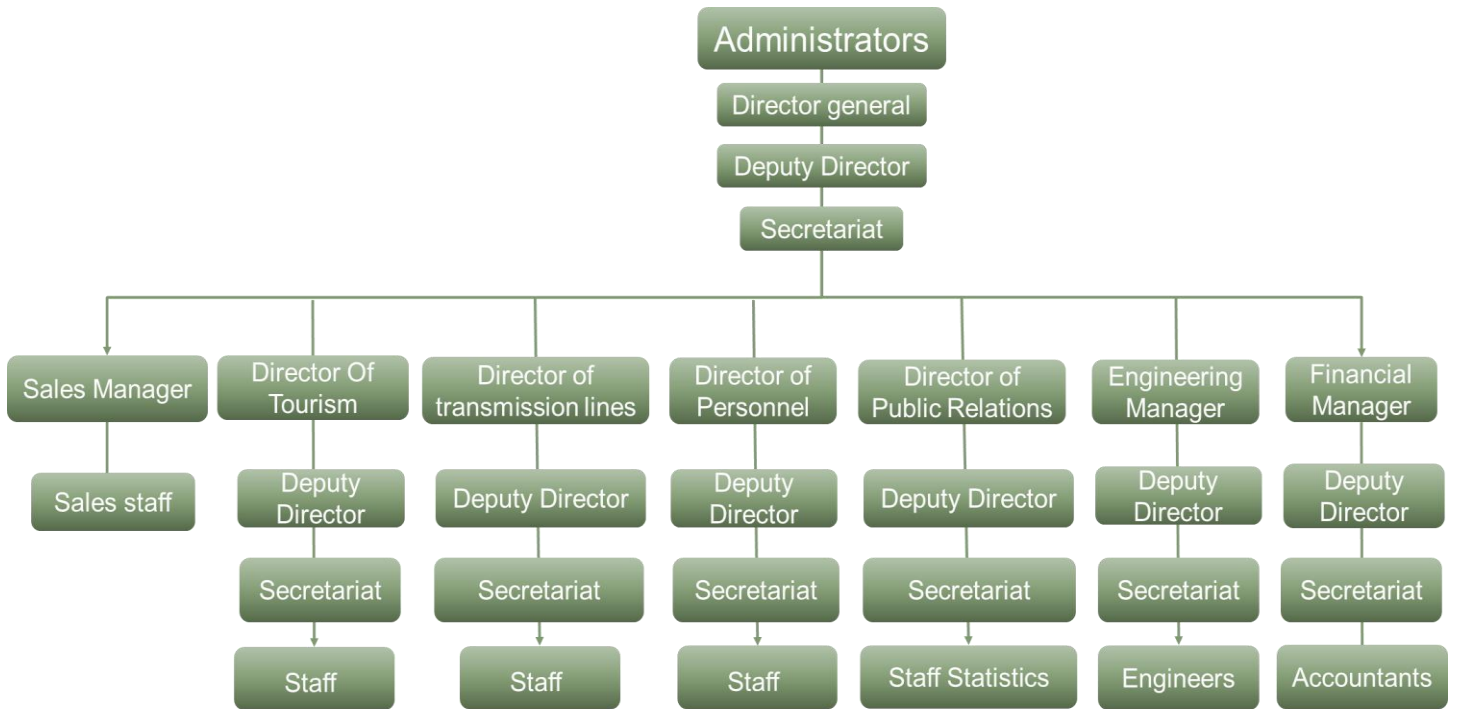 Administrators
Director general
Deputy Director
Secretariat
Sales Manager
Director Of
Tourism
Director of
transmission lines
Director of
Personnel
Director of
Public Relations
Engineering
Manager
Financial
Manager
Sales staff
Deputy
Director
Deputy Director
Deputy
Director
Deputy Director
Deputy
Director
Deputy
Director
Secretariat
Secretariat
Secretariat
Secretariat
Secretariat
Secretariat
Staff
Staff
Staff
Staff Statistics
Engineers
Accountants